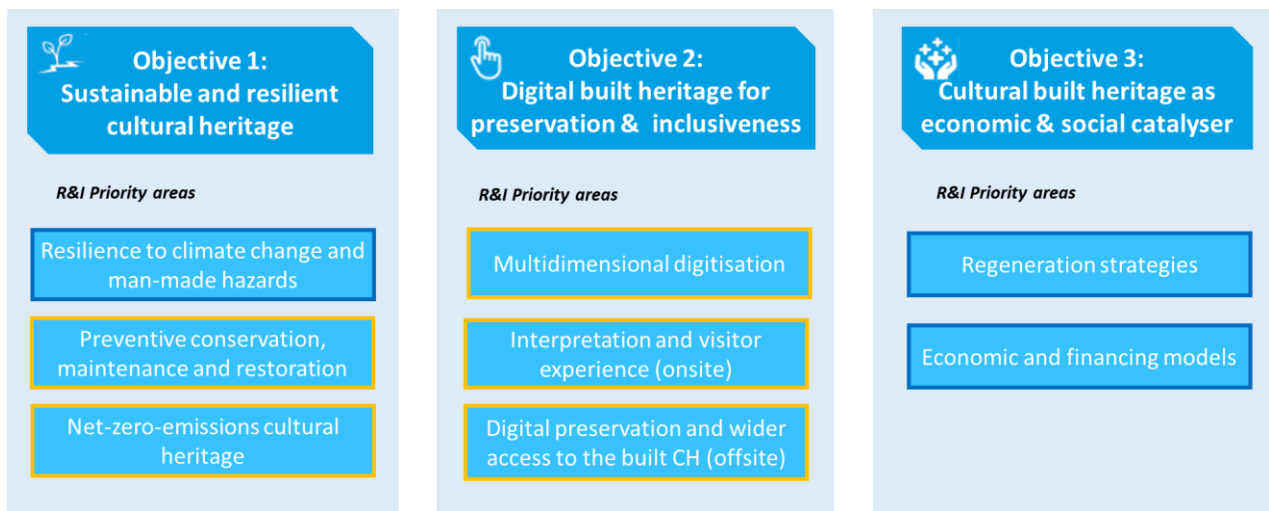 Objective 1:
Sustainable and resilient
cultural heritage
R&I Priority areas
Resilience to climate change and
man-made hazards
Preventive conservation,
maintenance and restoration
Net-zero-emissions cultural
heritage
Objective 2:
Digital built heritage for
preservation & inclusiveness
R&I Priority areas
Multidimensional digitisation
Interpretation and visitor
experience (onsite)
Digital preservation and wider
access to the built CH (offsite)
Objective 3:
Cultural built heritage as
economic & social catalyser
R&I Priority areas
Regeneration strategies
Economic and financing models